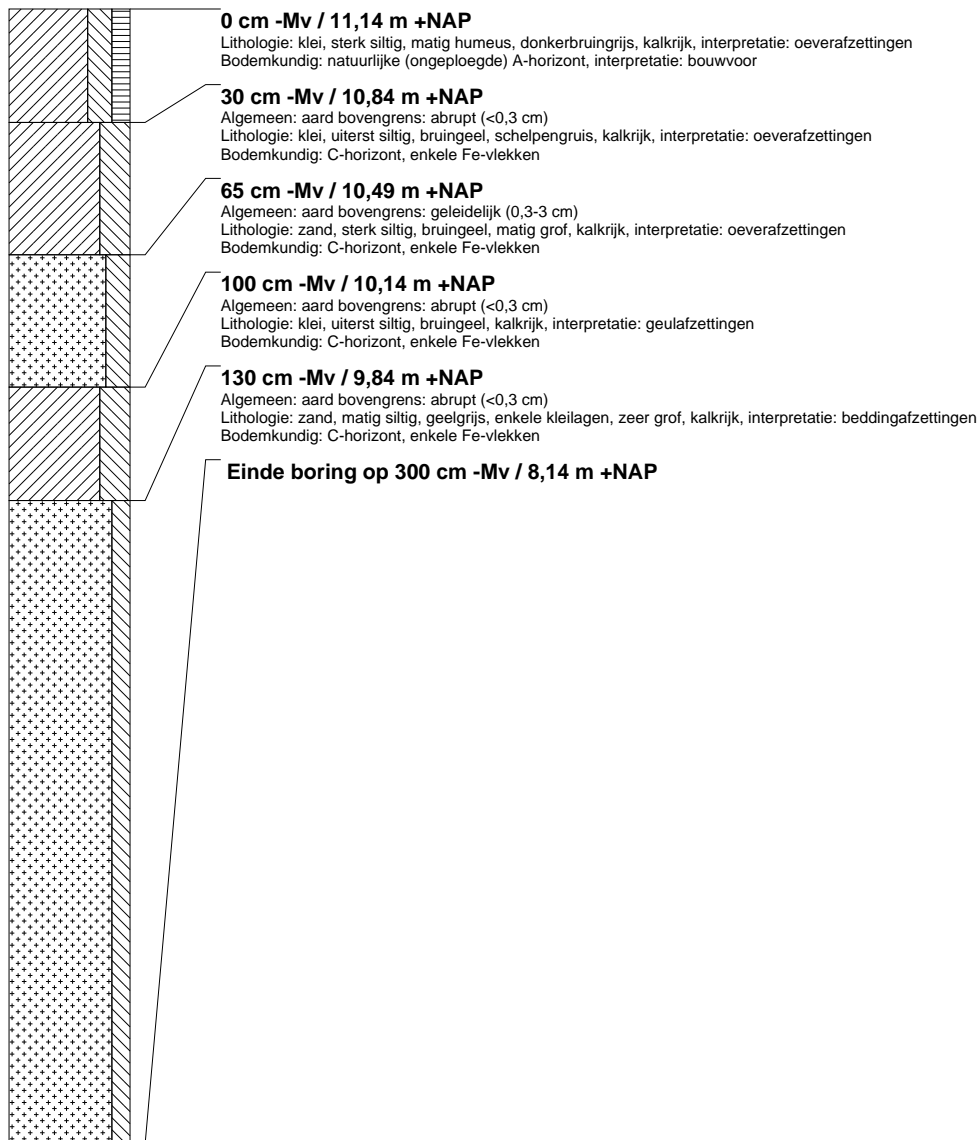 0 cm -Mv / 11,14 m +NAP
Lithologie: klei, sterk siltig, matig humeus, donkerbruingrijs, kalkrijk, interpretatie: oeverafzettingen
Bodemkundig: natuurlijke (ongeploegde) A-horizont, interpretatie: bouwvoor
30 cm -Mv / 10,84 m +NAP
Algemeen: aard bovengrens: abrupt (<0,3 cm)
Lithologie: klei, uiterst siltig, bruingeel, schelpengruis, kalkrijk, interpretatie: oeverafzettingen
Bodemkundig: C-horizont, enkele Fe-vlekken
65 cm -Mv / 10,49 m +NAP
Algemeen: aard bovengrens: geleidelijk (0,3-3 cm)
Lithologie: zand, sterk siltig, bruingeel, matig grof, kalkrijk, interpretatie: oeverafzettingen
Bodemkundig: C-horizont, enkele Fe-vlekken
100 cm -Mv / 10,14 m +NAP
Algemeen: aard bovengrens: abrupt (<0,3 cm)
Lithologie: klei, uiterst siltig, bruingeel, kalkrijk, interpretatie: geulafzettingen
Bodemkundig: C-horizont, enkele Fe-vlekken
130 cm -Mv / 9,84 m +NAP
Algemeen: aard bovengrens: abrupt (<0,3 cm)
Lithologie: zand, matig siltig, geelgrijs, enkele kleilagen, zeer grof, kalkrijk, interpretatie: beddingafzettingen
Bodemkundig: C-horizont, enkele Fe-vlekken
Einde boring op 300 cm -Mv / 8,14 m +NAP